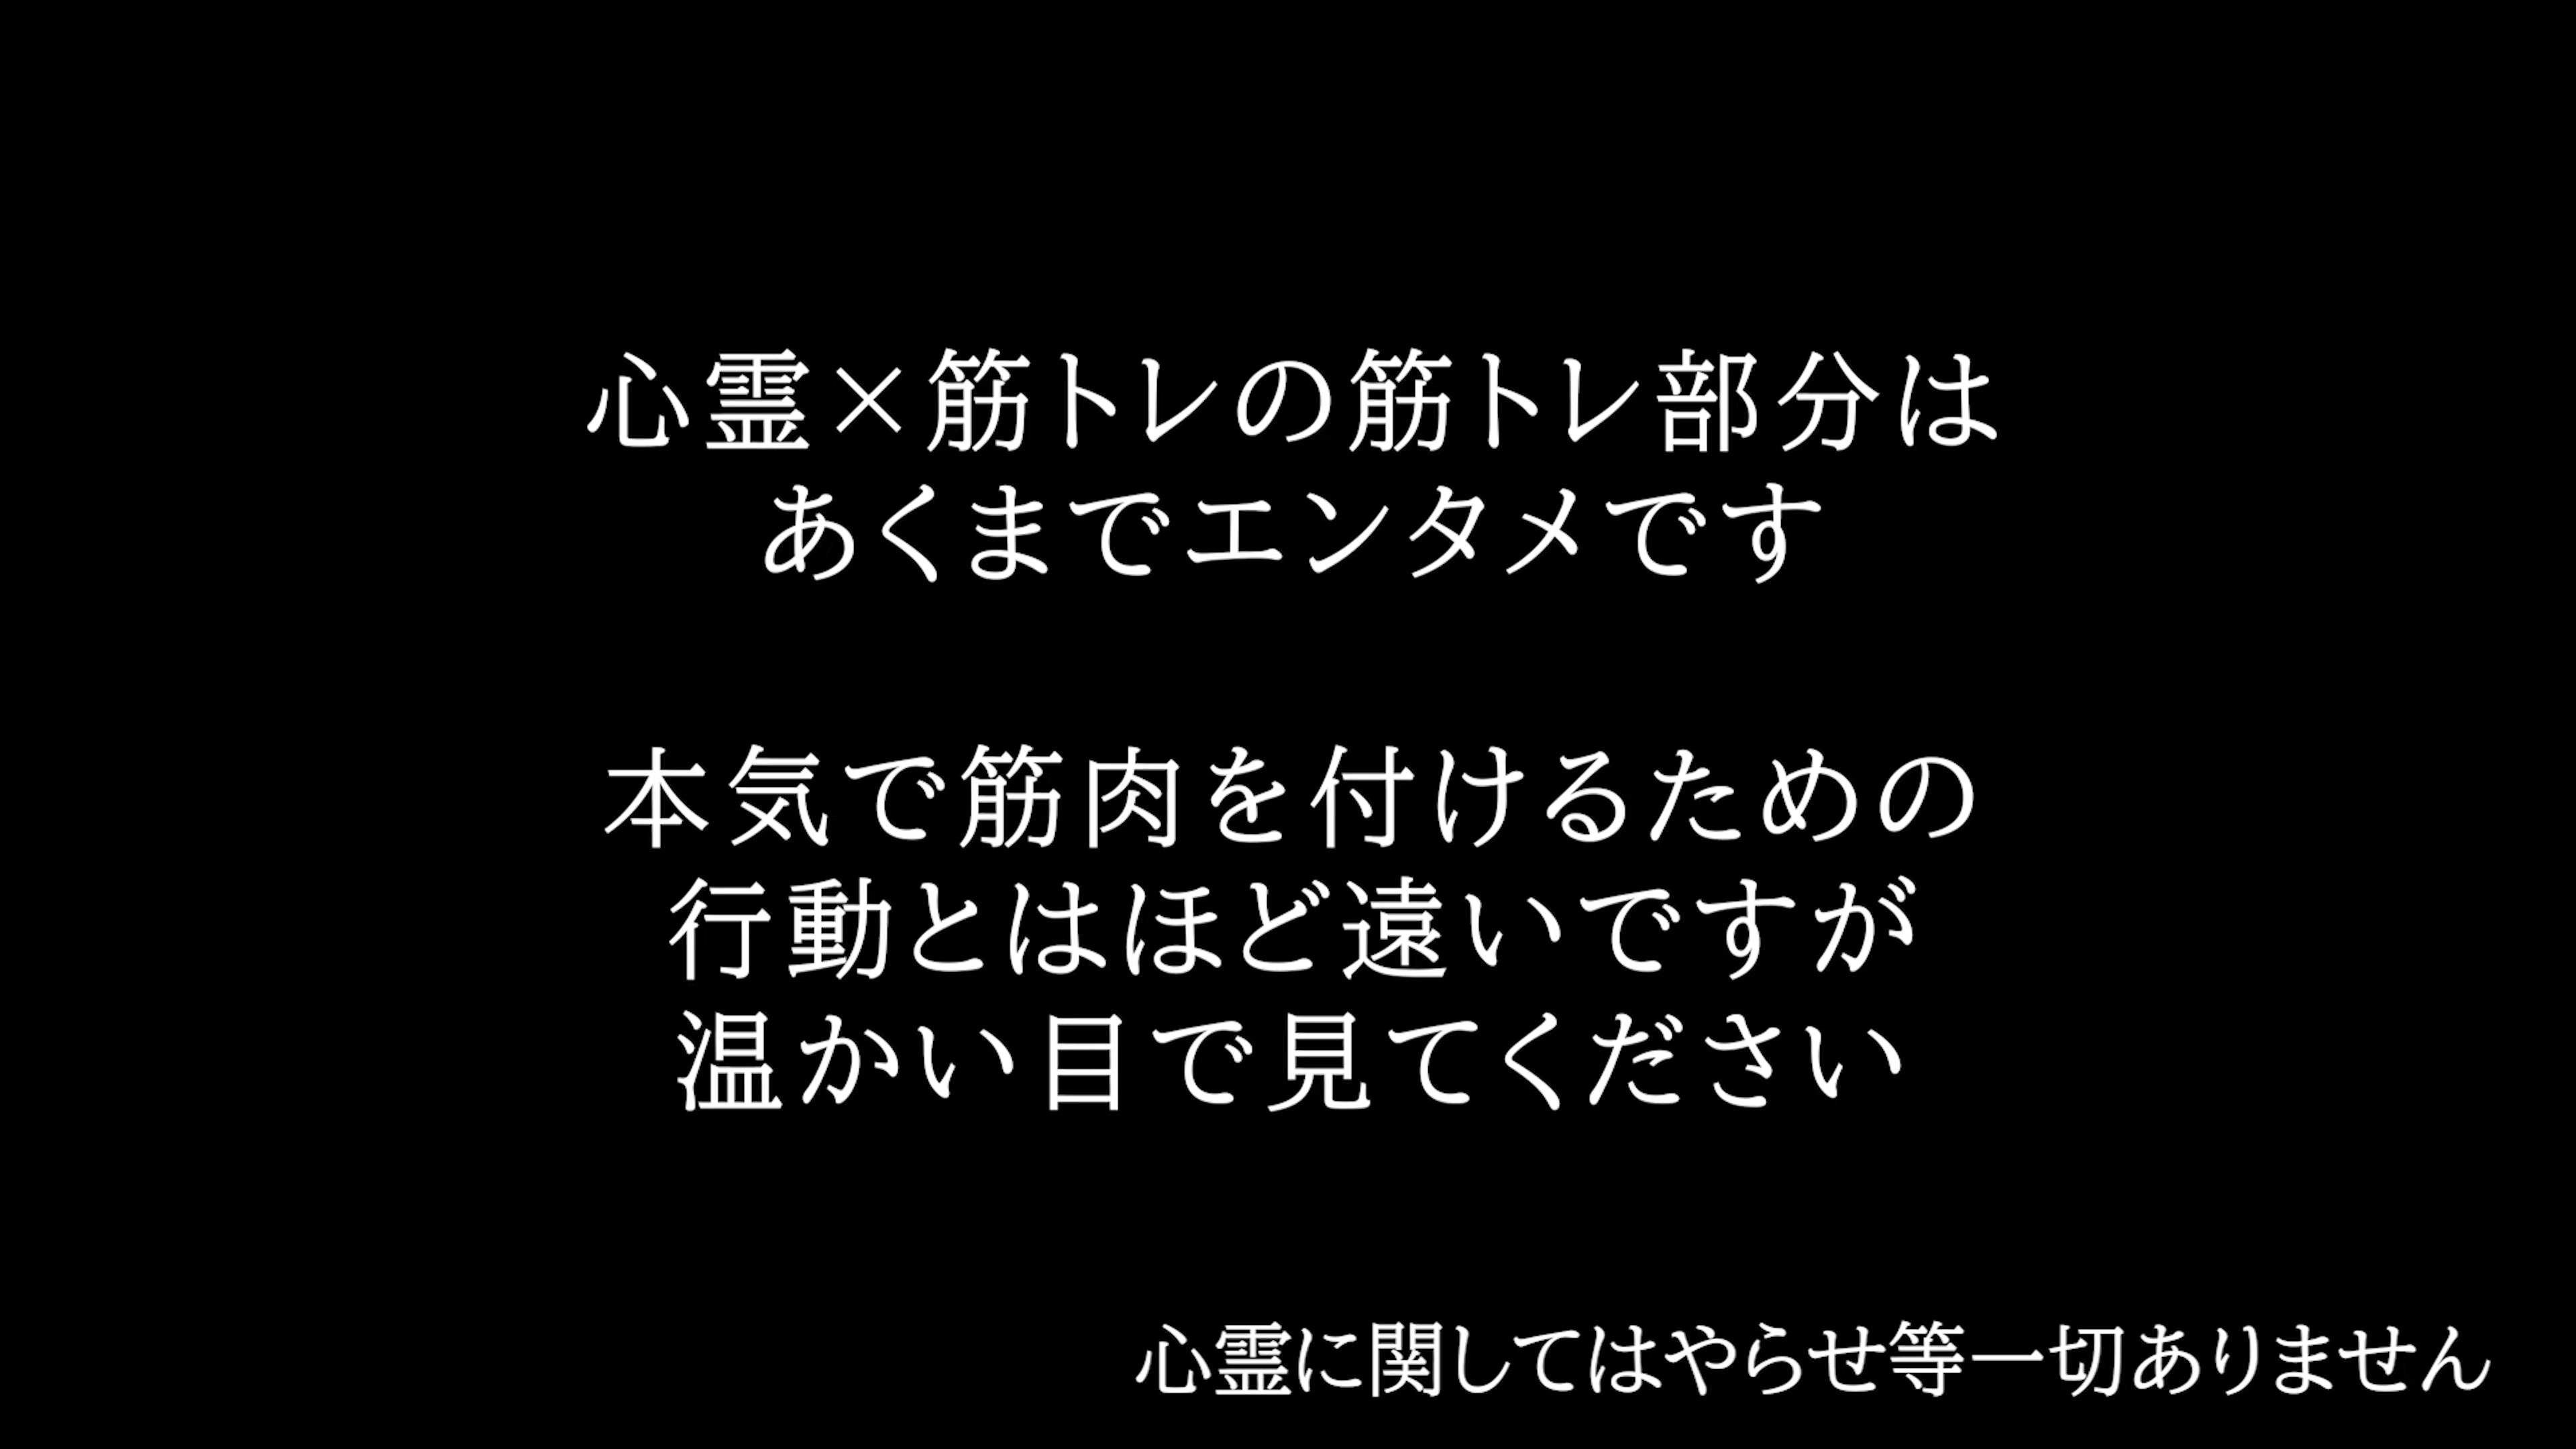 心霊×筋トレの筋トレ部分は
あくまでエンタメです
本気で筋肉を付けるための
行動とはほど遠いですが
温かい目で見てください
心霊に関してはやらせ等一切ありません